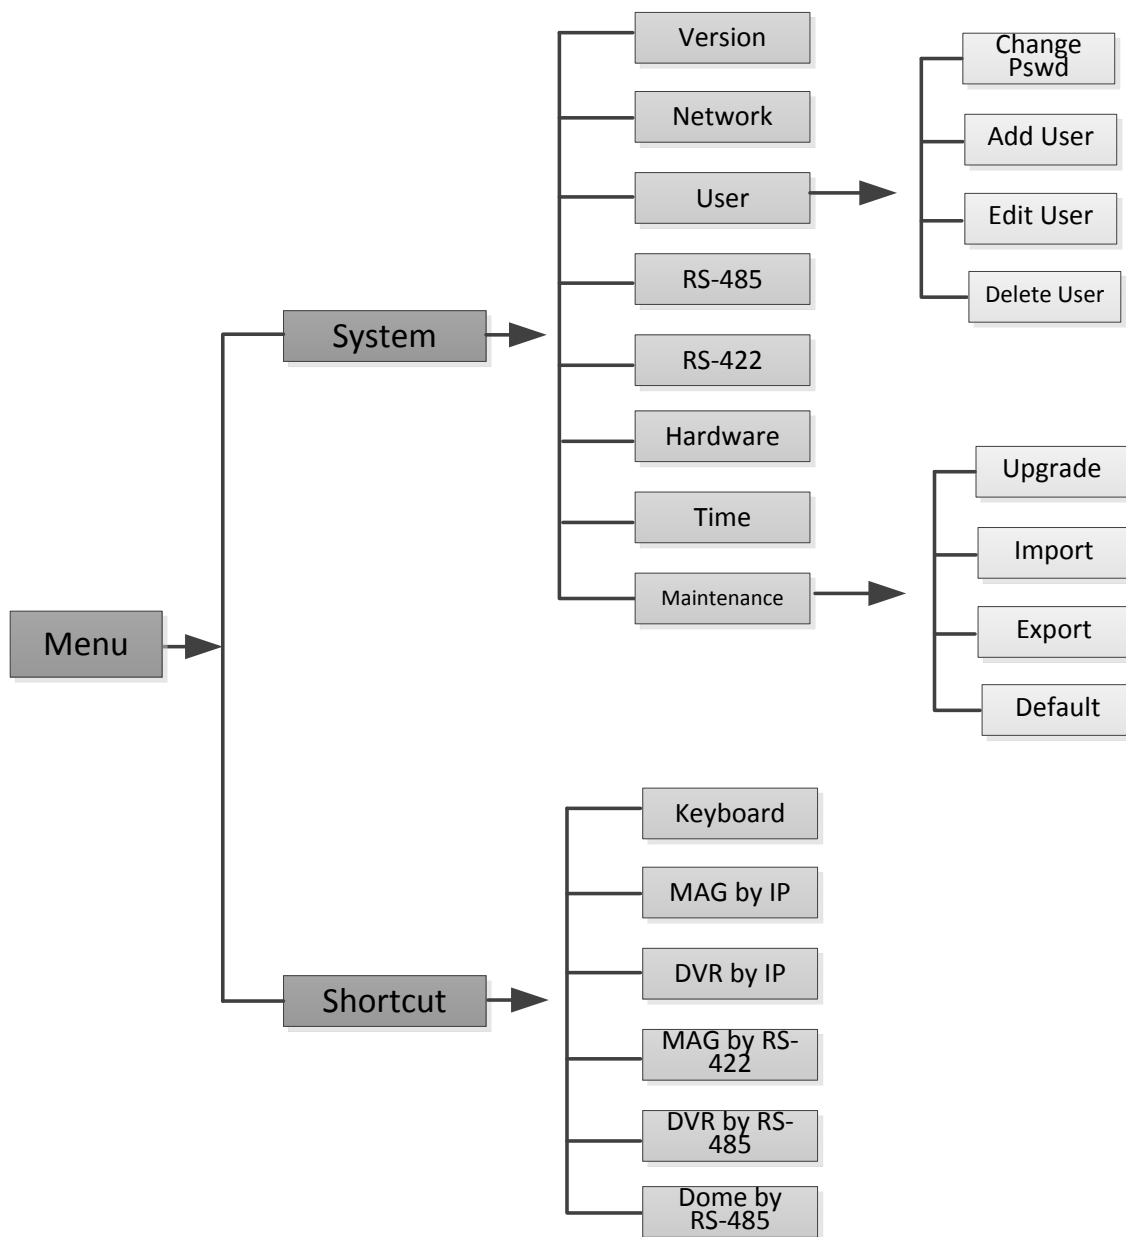 Menu
System
Version
Network
User
Change
Pswd
Add User
Edit User
Delete User
RS-485
RS-422
Hardware
Time
Maintenance
Upgrade
Import
Export
Default
Shortcut
Keyboard
MAG by IP
DVR by IP
MAG by RS-
422
DVR by RS-
485
Dome by
RS-485